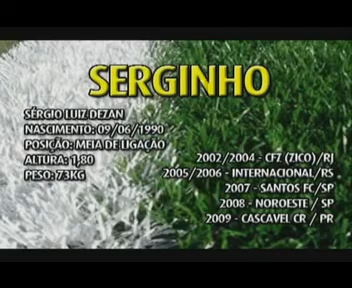 SERGINHO
SÉRGIO LUIZ DEZAN
NASCIMENTO: 09/06/1990
POSIÇÃO: MEIA DE LIGAÇÃO
ALTURA: 1,80
PESO: 73KG
2002/2004 - CFZ (ZICO)/RJ
2005/2006 - INTERNACIONAL/RS
2007 - SANTOS FC/SP
2008 - NOROESTE / SP
2009 - CASCAVEL CR / PR